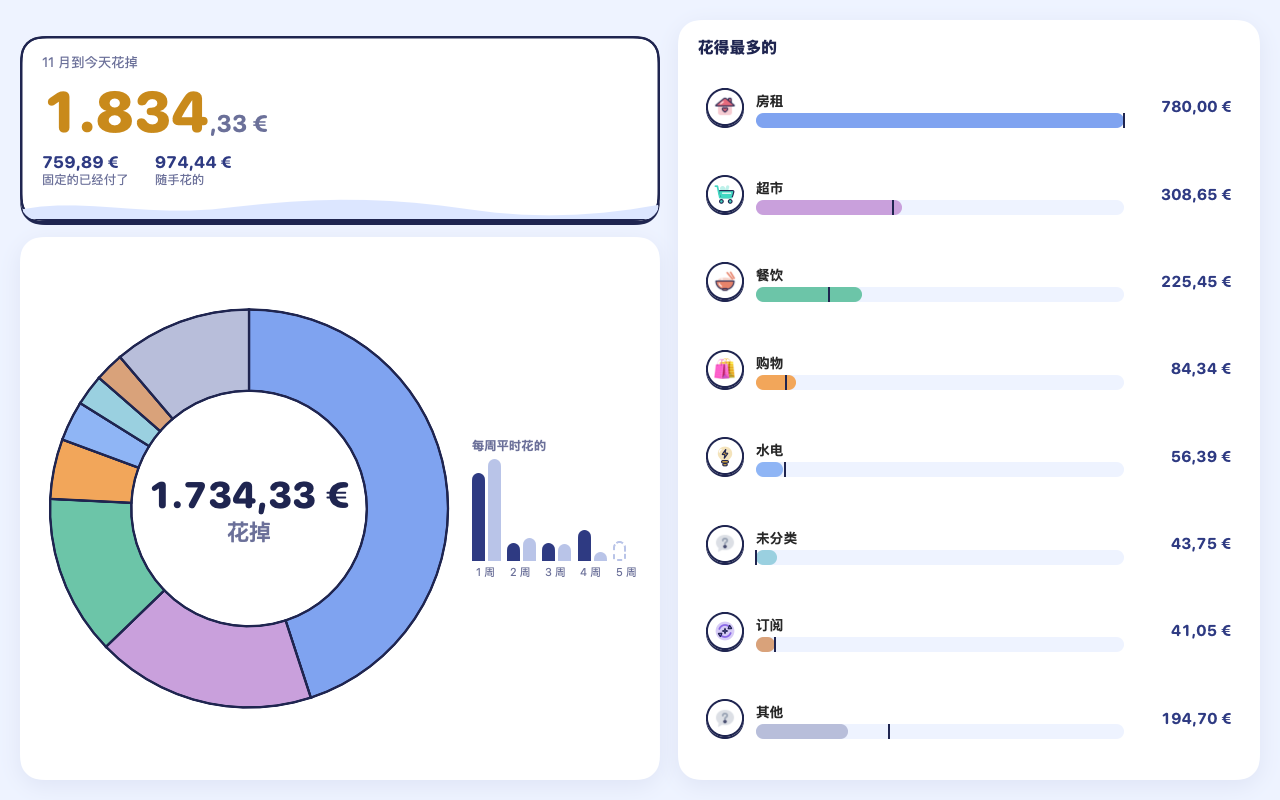 11 月到今天花掉
1.834,33 €
759,89 € 974,44 €
固定的已经付了 随手花的
1.734,33 €
花掉
每周平时花的
1 周 2 周 3 周 4 周 5 周
花得最多的
房租 780,00 €
超市 308,65 €
餐饮 225,45 €
购物 84,34 €
水电 56,39 €
未分类 43,75 €
订阅 41,05 €
其他 194,70 €